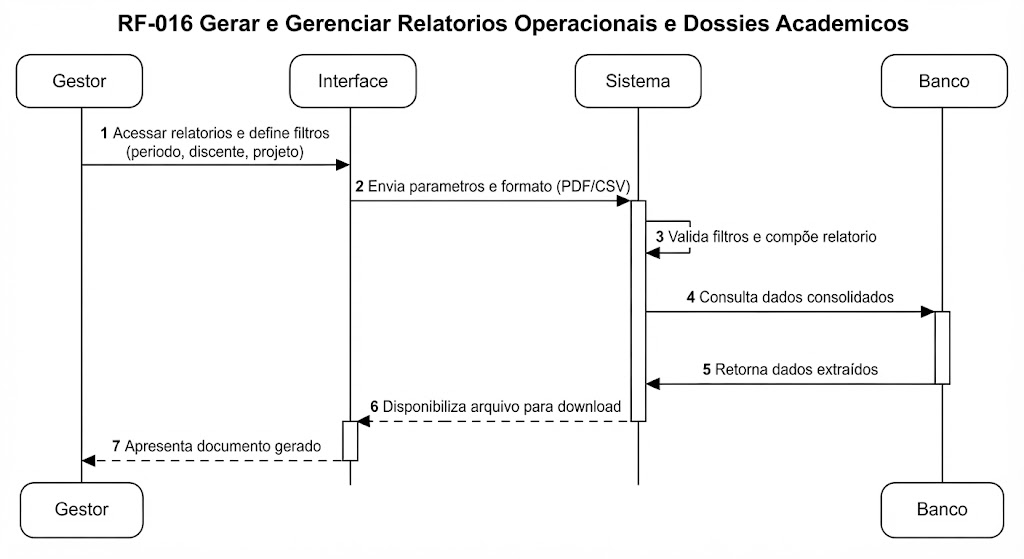 RF-016 Gerar e Gerenciar Relatorios Operacionais e Dossies Academicos
Gestor
Interface
Sistema
Banco
1 Acessar relatorios e define filtros
(periodo, discente, projeto)
2 Envia parametros e formato (PDF/CSV)
3 Valida filtros e compõe relatorio
4 Consulta dados consolidados
5 Retorna dados extraídos
6 Disponibiliza arquivo para download
7 Apresenta documento gerado
Gestor
Banco